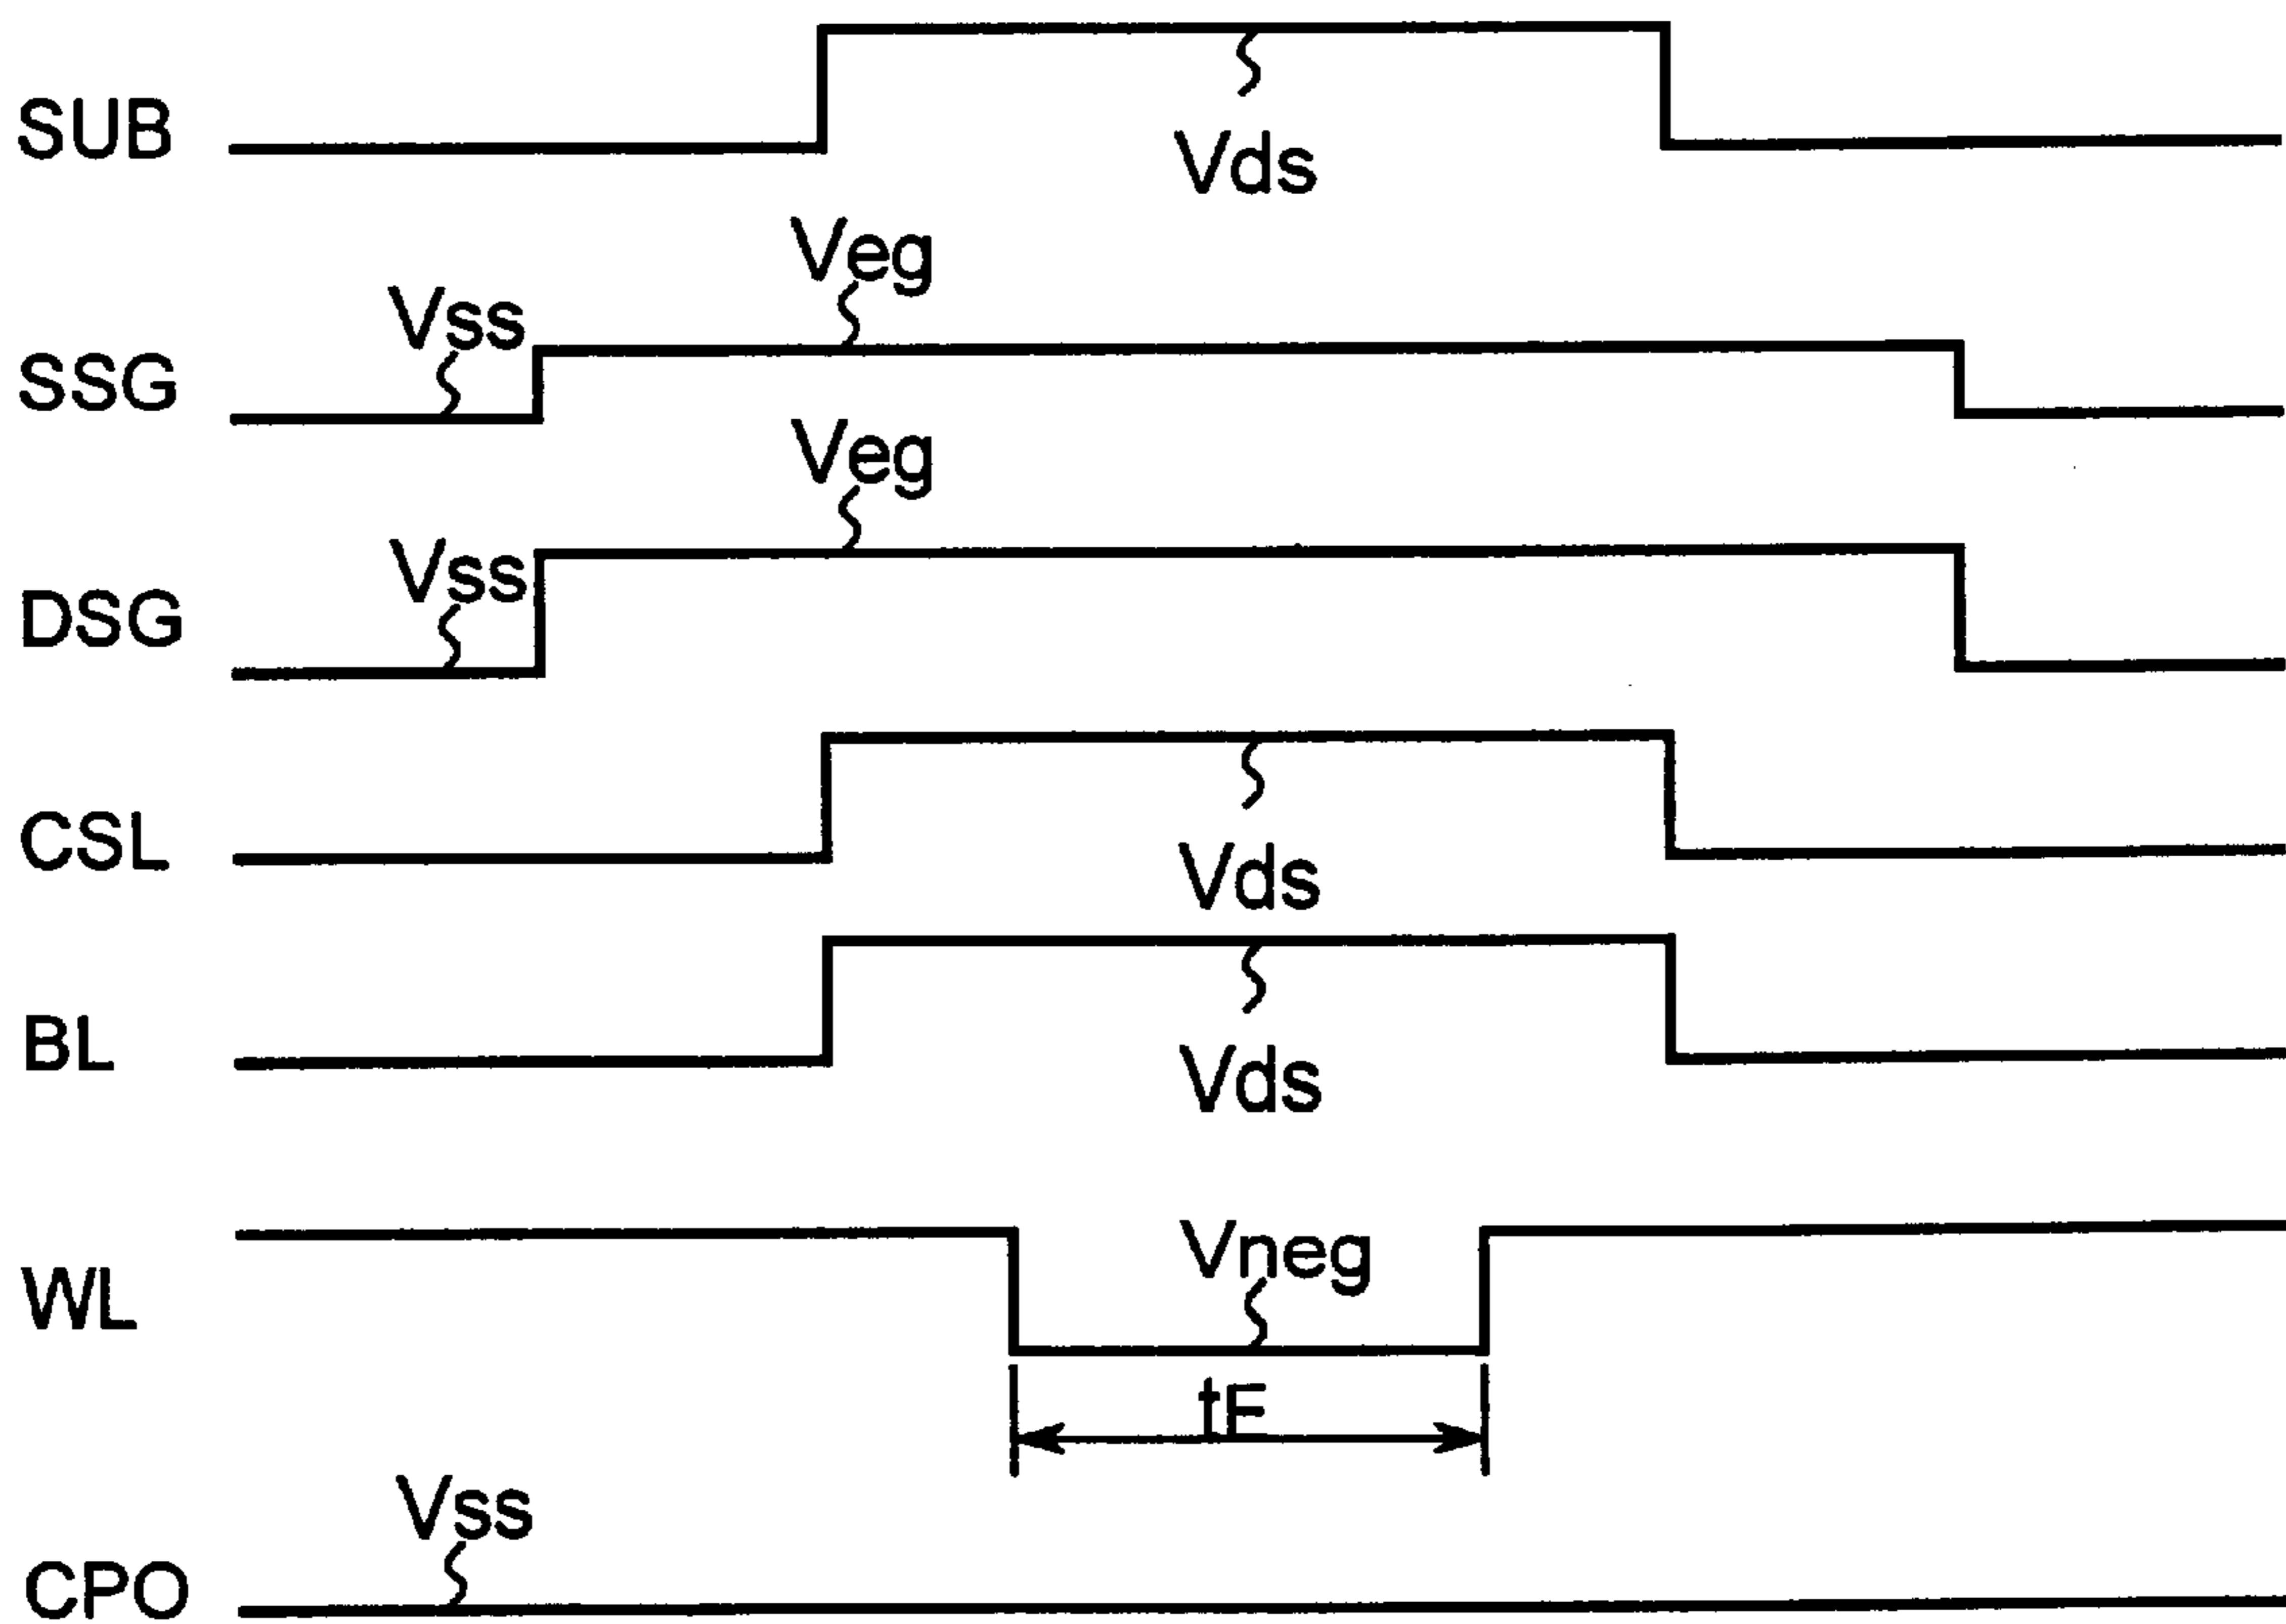 SUB
Vds
Veg
Vss
SSG
Veg
Vss
DSG
CSL
Vds
BL
Vds
Vneg
WL
tE
Vss
CPO